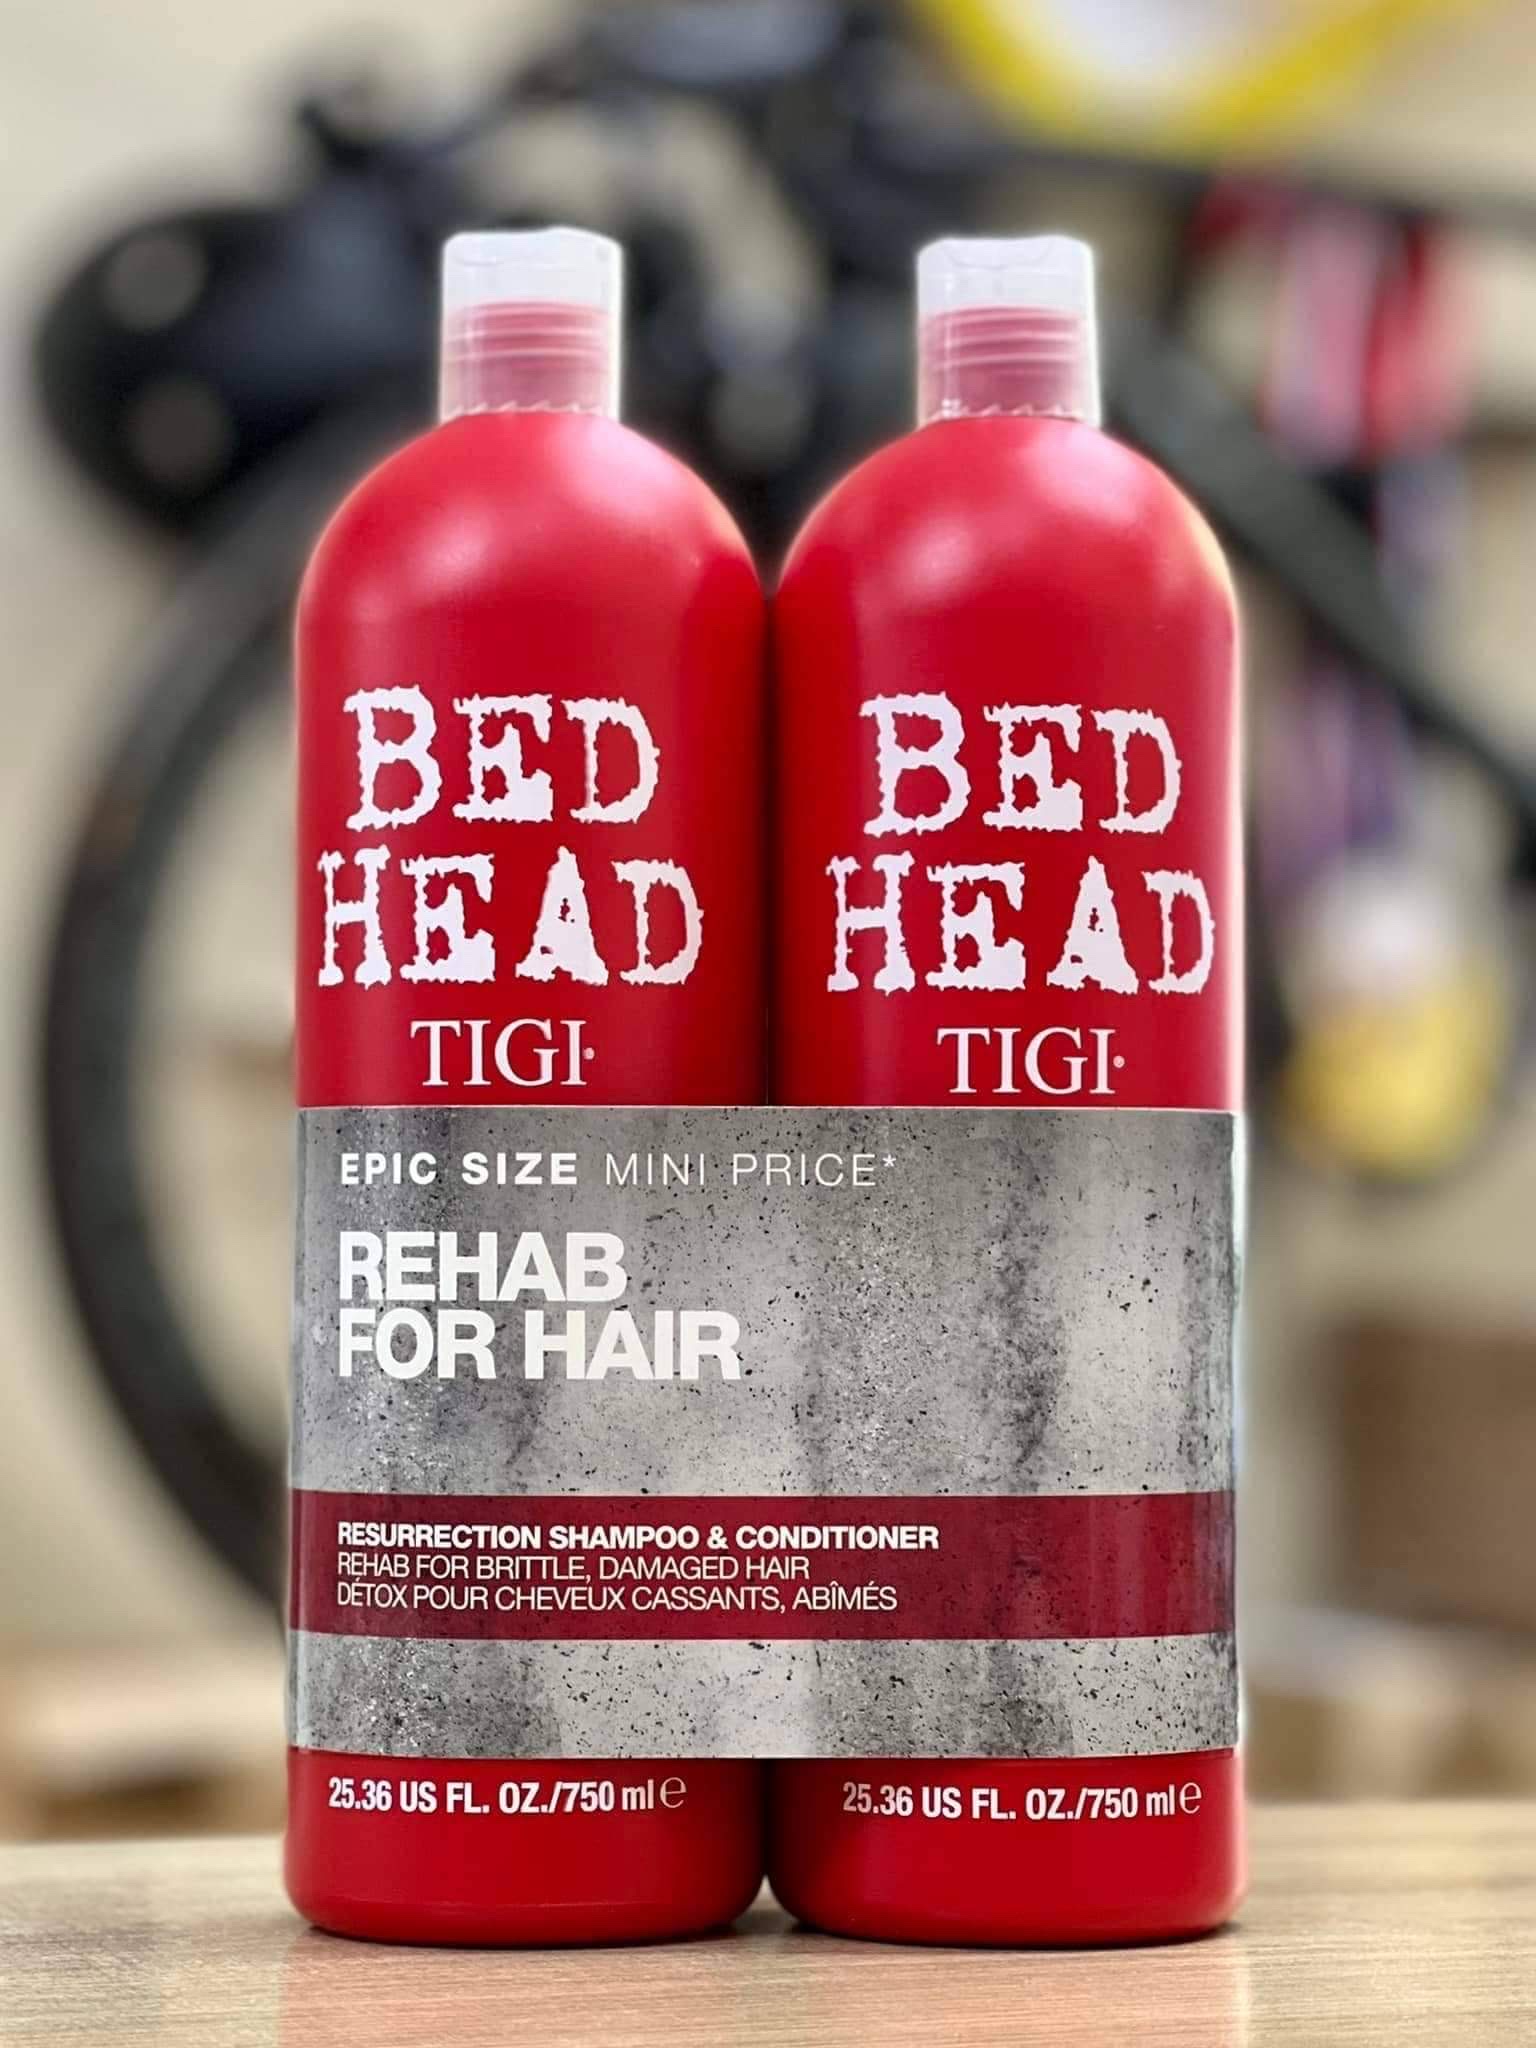 BED
HEAD
TIGI®
BED
HEAD
TIGI®
EPIC SIZE MINI PRICE*
REHAB
FOR HAIR
RESURRECTION SHAMPOO & CONDITIONER
REHAB FOR BRITTLE, DAMAGED HAIR
DÉTOX POUR CHEVEUX CASSANTS, ABÎMÉS
25.36 US FL. OZ./750 ml ℮
25.36 US FL. OZ./750 ml ℮